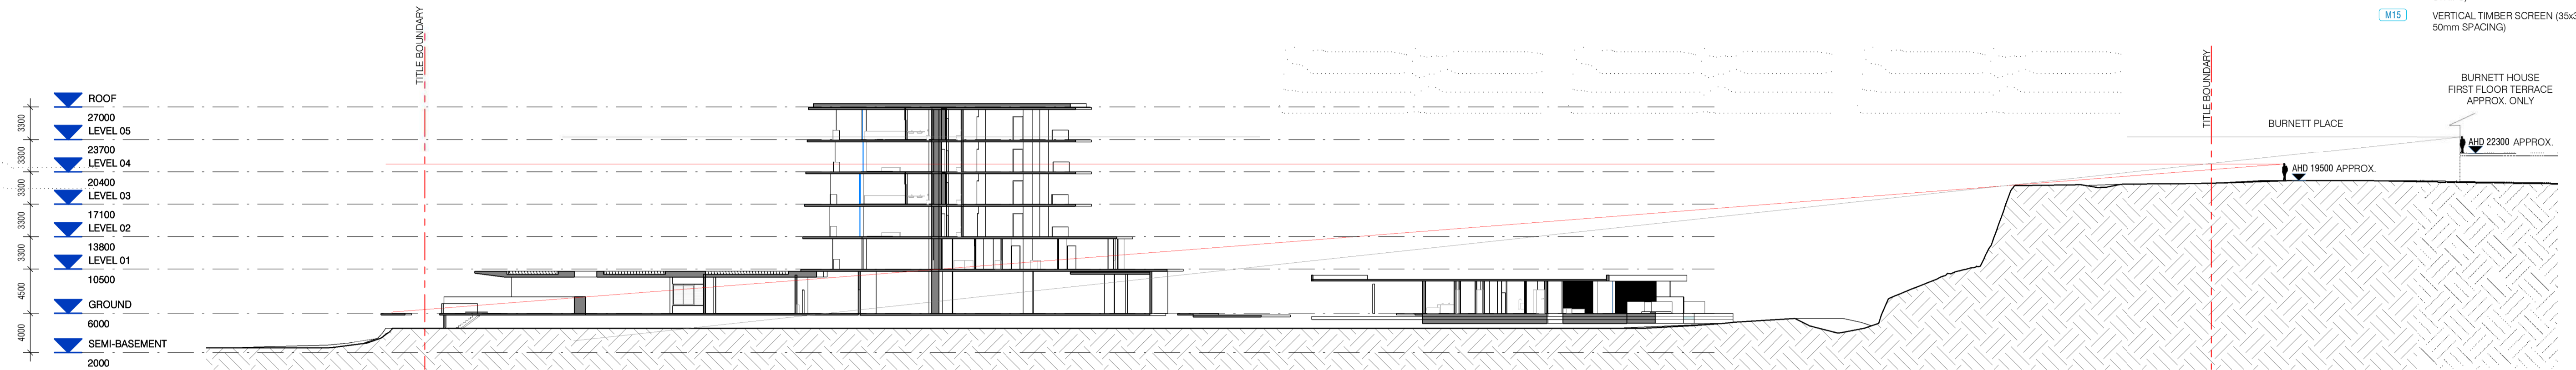 M15
VERTICAL TIMBER SCREEN (35x3
50mm SPACING)
TITLE BOUNDARY
TITLE BOUNDARY
BURNETT HOUSE
FIRST FLOOR TERRACE
APPROX. ONLY
BURNETT PLACE
AHD 22300 APPROX.
AHD 19500 APPROX.
ROOF
27000
3300
LEVEL 05
23700
3300
LEVEL 04
20400
3300
LEVEL 03
17100
3300
LEVEL 02
13800
3300
LEVEL 01
10500
4500
GROUND
6000
4000
SEMI-BASEMENT
2000